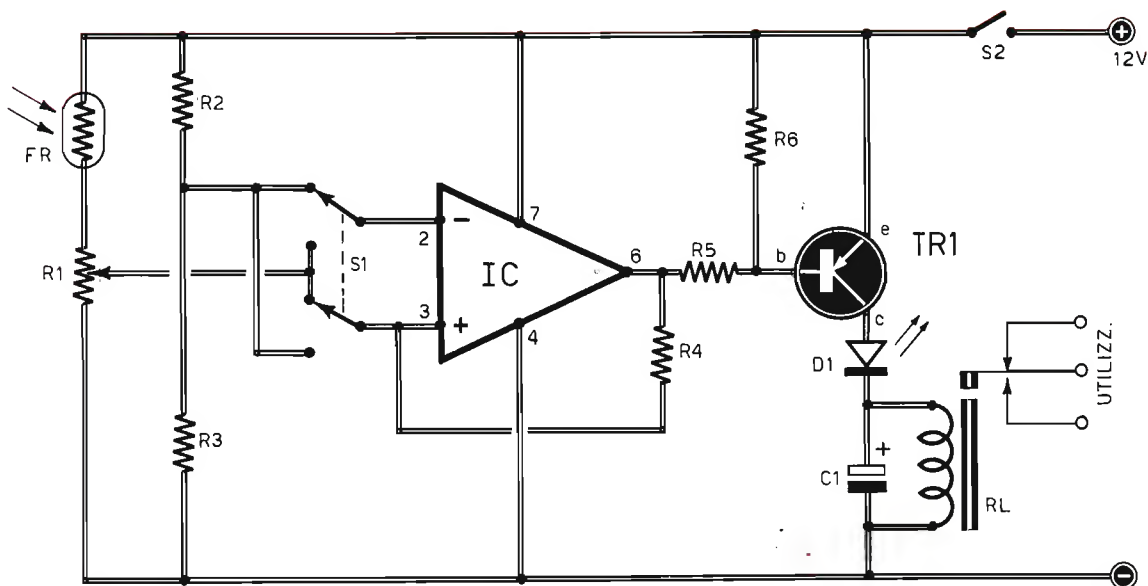 S2
+
12V
R2
FR
R6
7
e
TR1
2
-
b
R1
S1
IC
6
R5
3
+
4
c
R4
D1
UTILIZZ.
R3
+
C1
RL
-